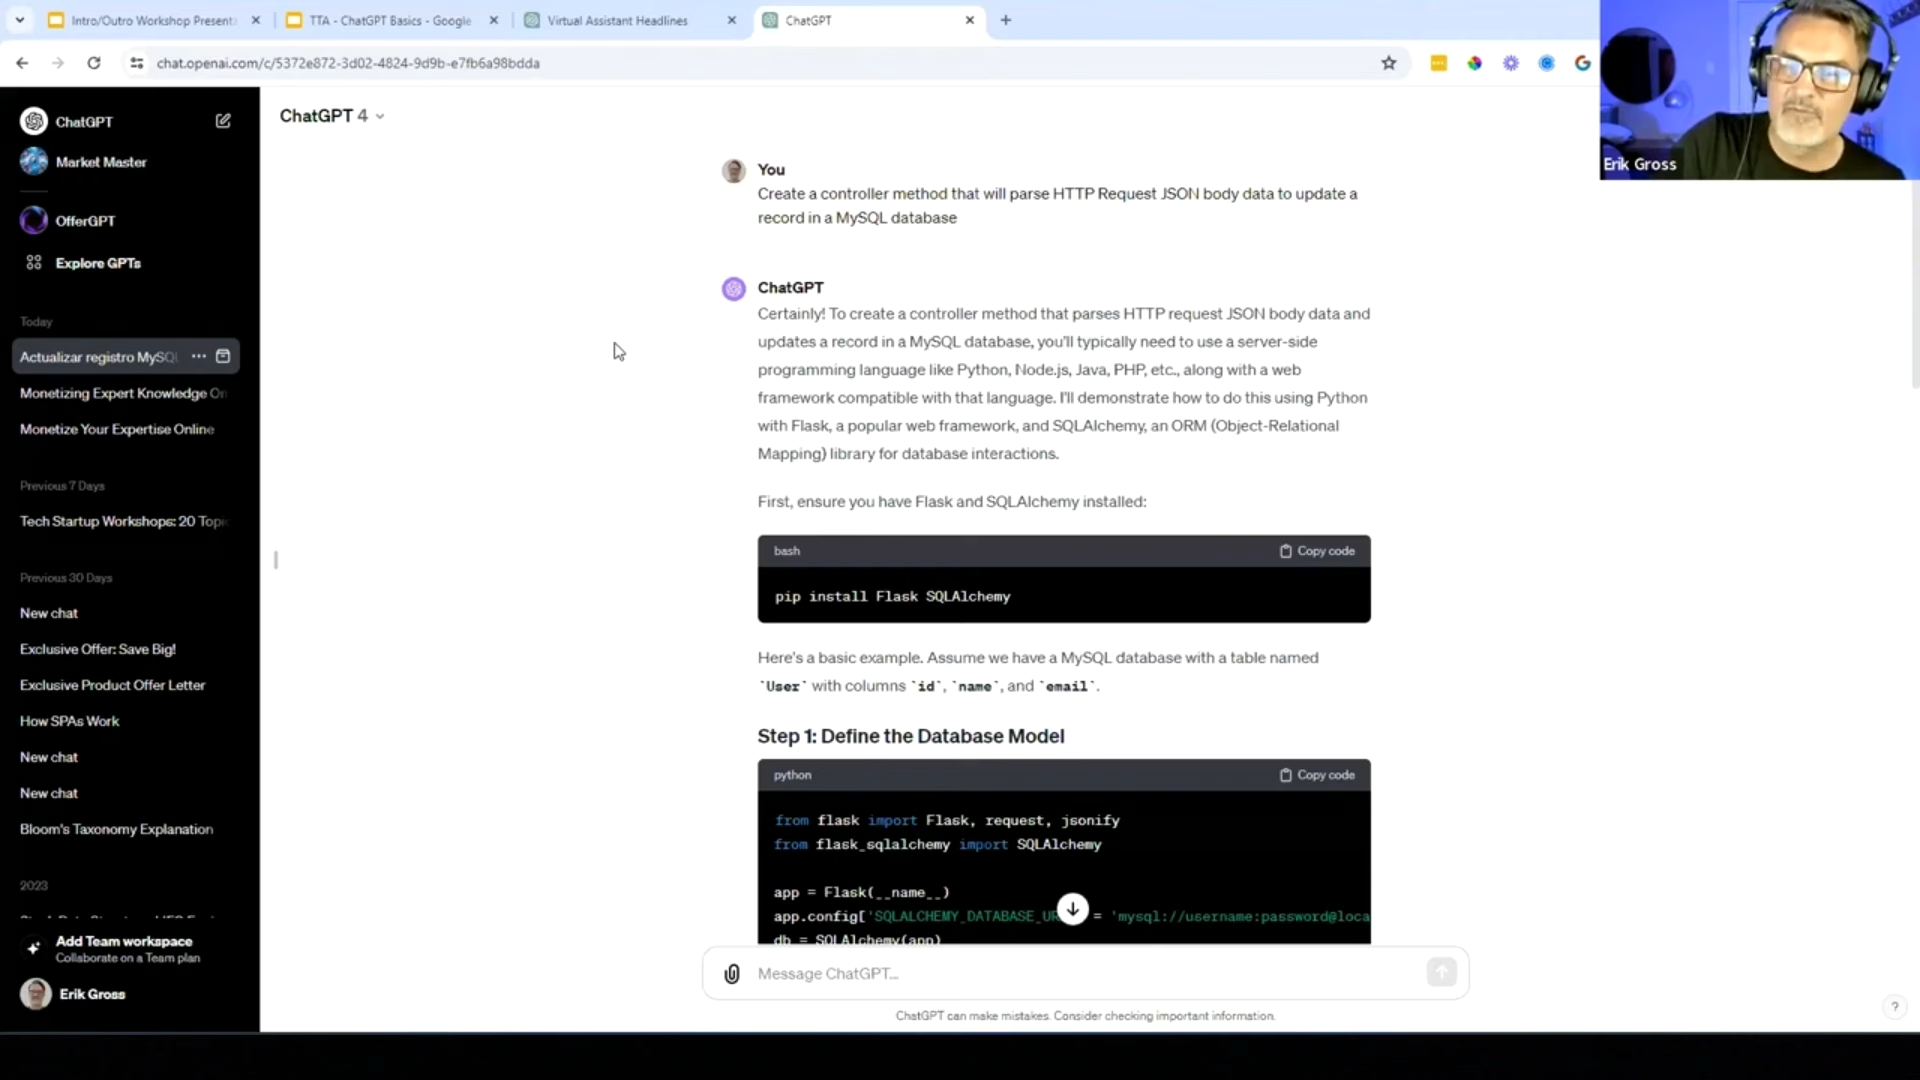 Intro/Outro Workshop Present
TTA - ChatGPT Basics - Google
Virtual Assistant Headlines
ChatGPT
chat.openai.com/c/5372e872-3d02-4824-9d9b-e7fb6a98bdda
Erik Gross
ChatGPT
Market Master
OfferGPT
Explore GPTs
Today
Actualizar registro MySQL
Monetizing Expert Knowledge On
Monetize Your Expertise Online
Previous 7 Days
Tech Startup Workshops: 20 Topi
Previous 30 Days
New chat
Exclusive Offer: Save Big!
Exclusive Product Offer Letter
How SPAs Work
New chat
New chat
Bloom's Taxonomy Explanation
2023
Add Team workspace
Collaborate on a Team plan
Erik Gross
ChatGPT 4
You
Create a controller method that will parse HTTP Request JSON body data to update a
record in a MySQL database
ChatGPT
Certainly! To create a controller method that parses HTTP request JSON body data and
updates a record in a MySQL database, you'll typically need to use a server-side
programming language like Python, Node.js, Java, PHP, etc., along with a web
framework compatible with that language. I'll demonstrate how to do this using Python
with Flask, a popular web framework, and SQLAlchemy, an ORM (Object-Relational
Mapping) library for database interactions.
First, ensure you have Flask and SQLAlchemy installed:
bash
Copy code
pip install Flask SQLAlchemy
Here's a basic example. Assume we have a MySQL database with a table named
`User` with columns `id`, `name`, and `email`.
Step 1: Define the Database Model
python
Copy code
from flask import Flask, request, jsonify
from flask_sqlalchemy import SQLAlchemy
app = Flask(__name__)
app.config['SQLALCHEMY_DATABASE_UR = 'mysql://username:password@loca
db = SQLAlchemy(app)
Message ChatGPT...
ChatGPT can make mistakes. Consider checking important information.
?